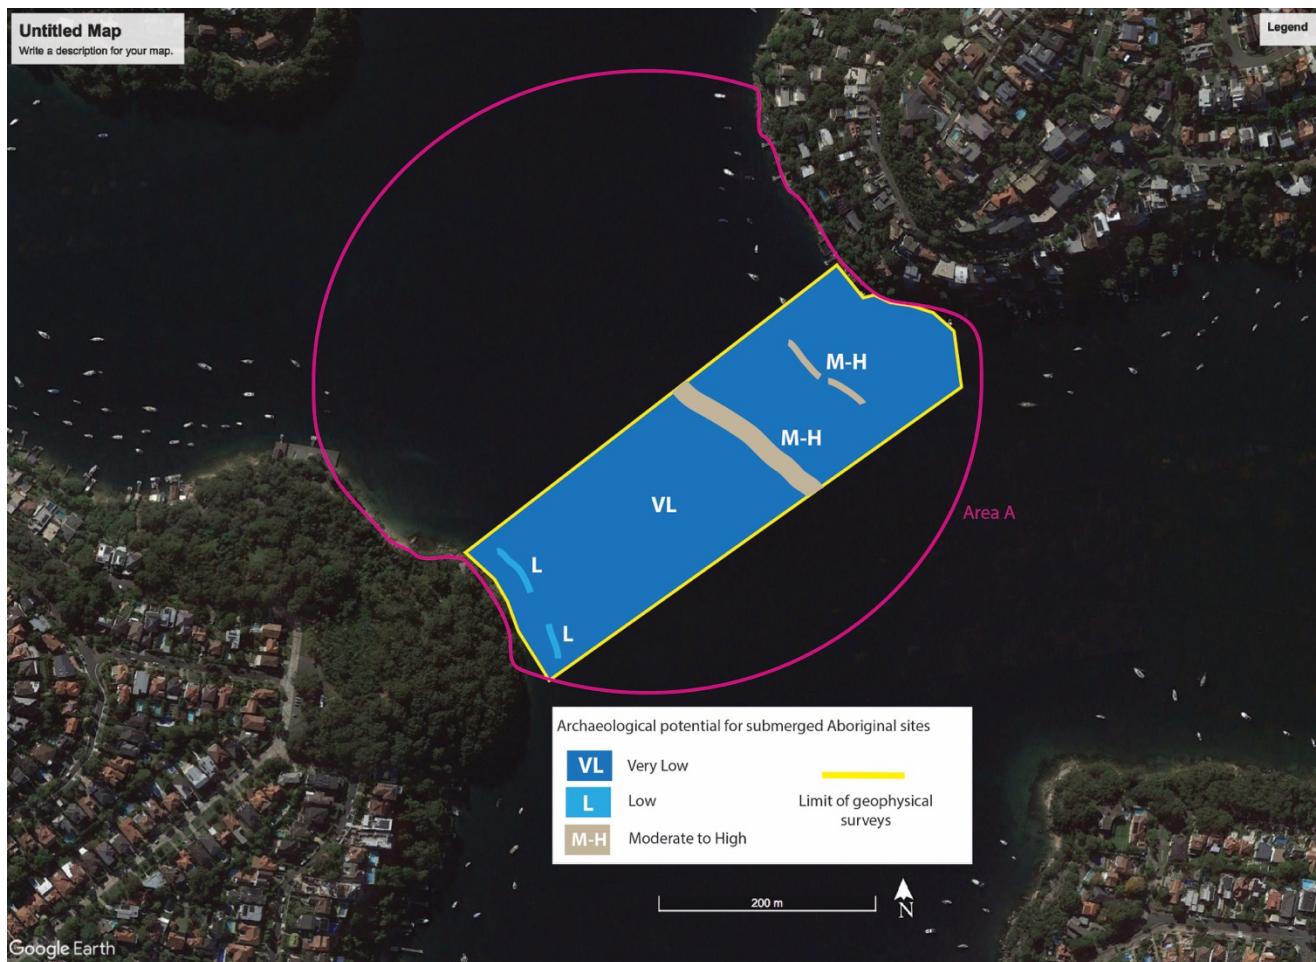 Untitled Map
Write a description for your map.
Legend
M-H
M-H
VL
Area A
L
L
Archaeological potential for submerged Aboriginal sites
VL Very Low
L Low
M-H Moderate to High
Limit of geophysical
surveys
200 m
N
Google Earth